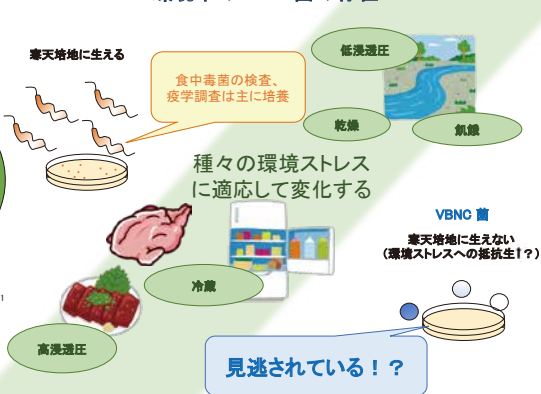 寒天培地に生える
食中毒菌の検査、
疫学調査は主に培養
低浸透圧
乾燥
飢餓
種々の環境ストレス
に適応して変化する
VBNC 菌
寒天培地に生えない
(環境ストレスへの抵抗生↑?)
冷蔵
高浸透圧
見逃されている！？
1